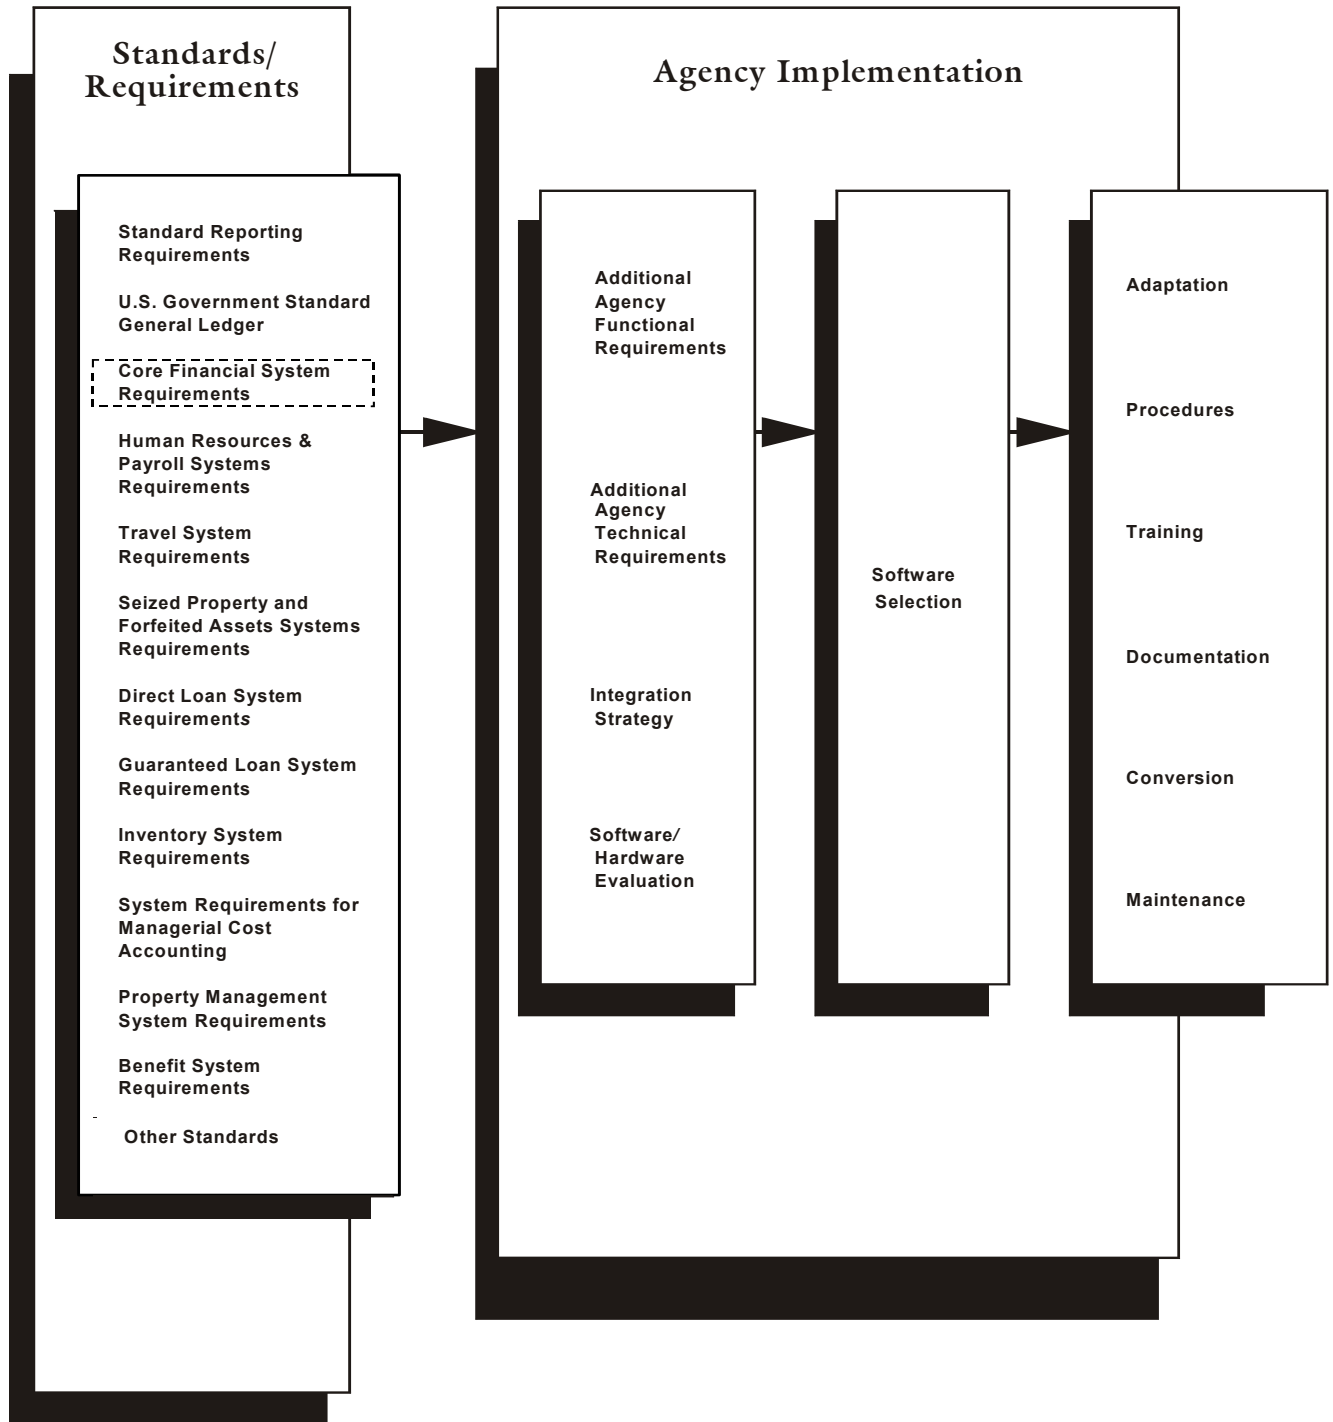 Standards/
Requirements
Agency Implementation
Standard Reporting
Requirements
U.S. Government Standard
General Ledger
Core Financial System
Requirements
Human Resources &
Payroll Systems
Requirements
Travel System
Requirements
Seized Property and
Forfeited Assets Systems
Requirements
Direct Loan System
Requirements
Guaranteed Loan System
Requirements
Inventory System
Requirements
System Requirements for
Managerial Cost
Accounting
Property Management
System Requirements
Benefit System
Requirements
Other Standards
Additional
Agency
Functional
Requirements
Additional
Agency
Technical
Requirements
Integration
Strategy
Software/
Hardware
Evaluation
Software
Selection
Adaptation
Procedures
Training
Documentation
Conversion
Maintenance